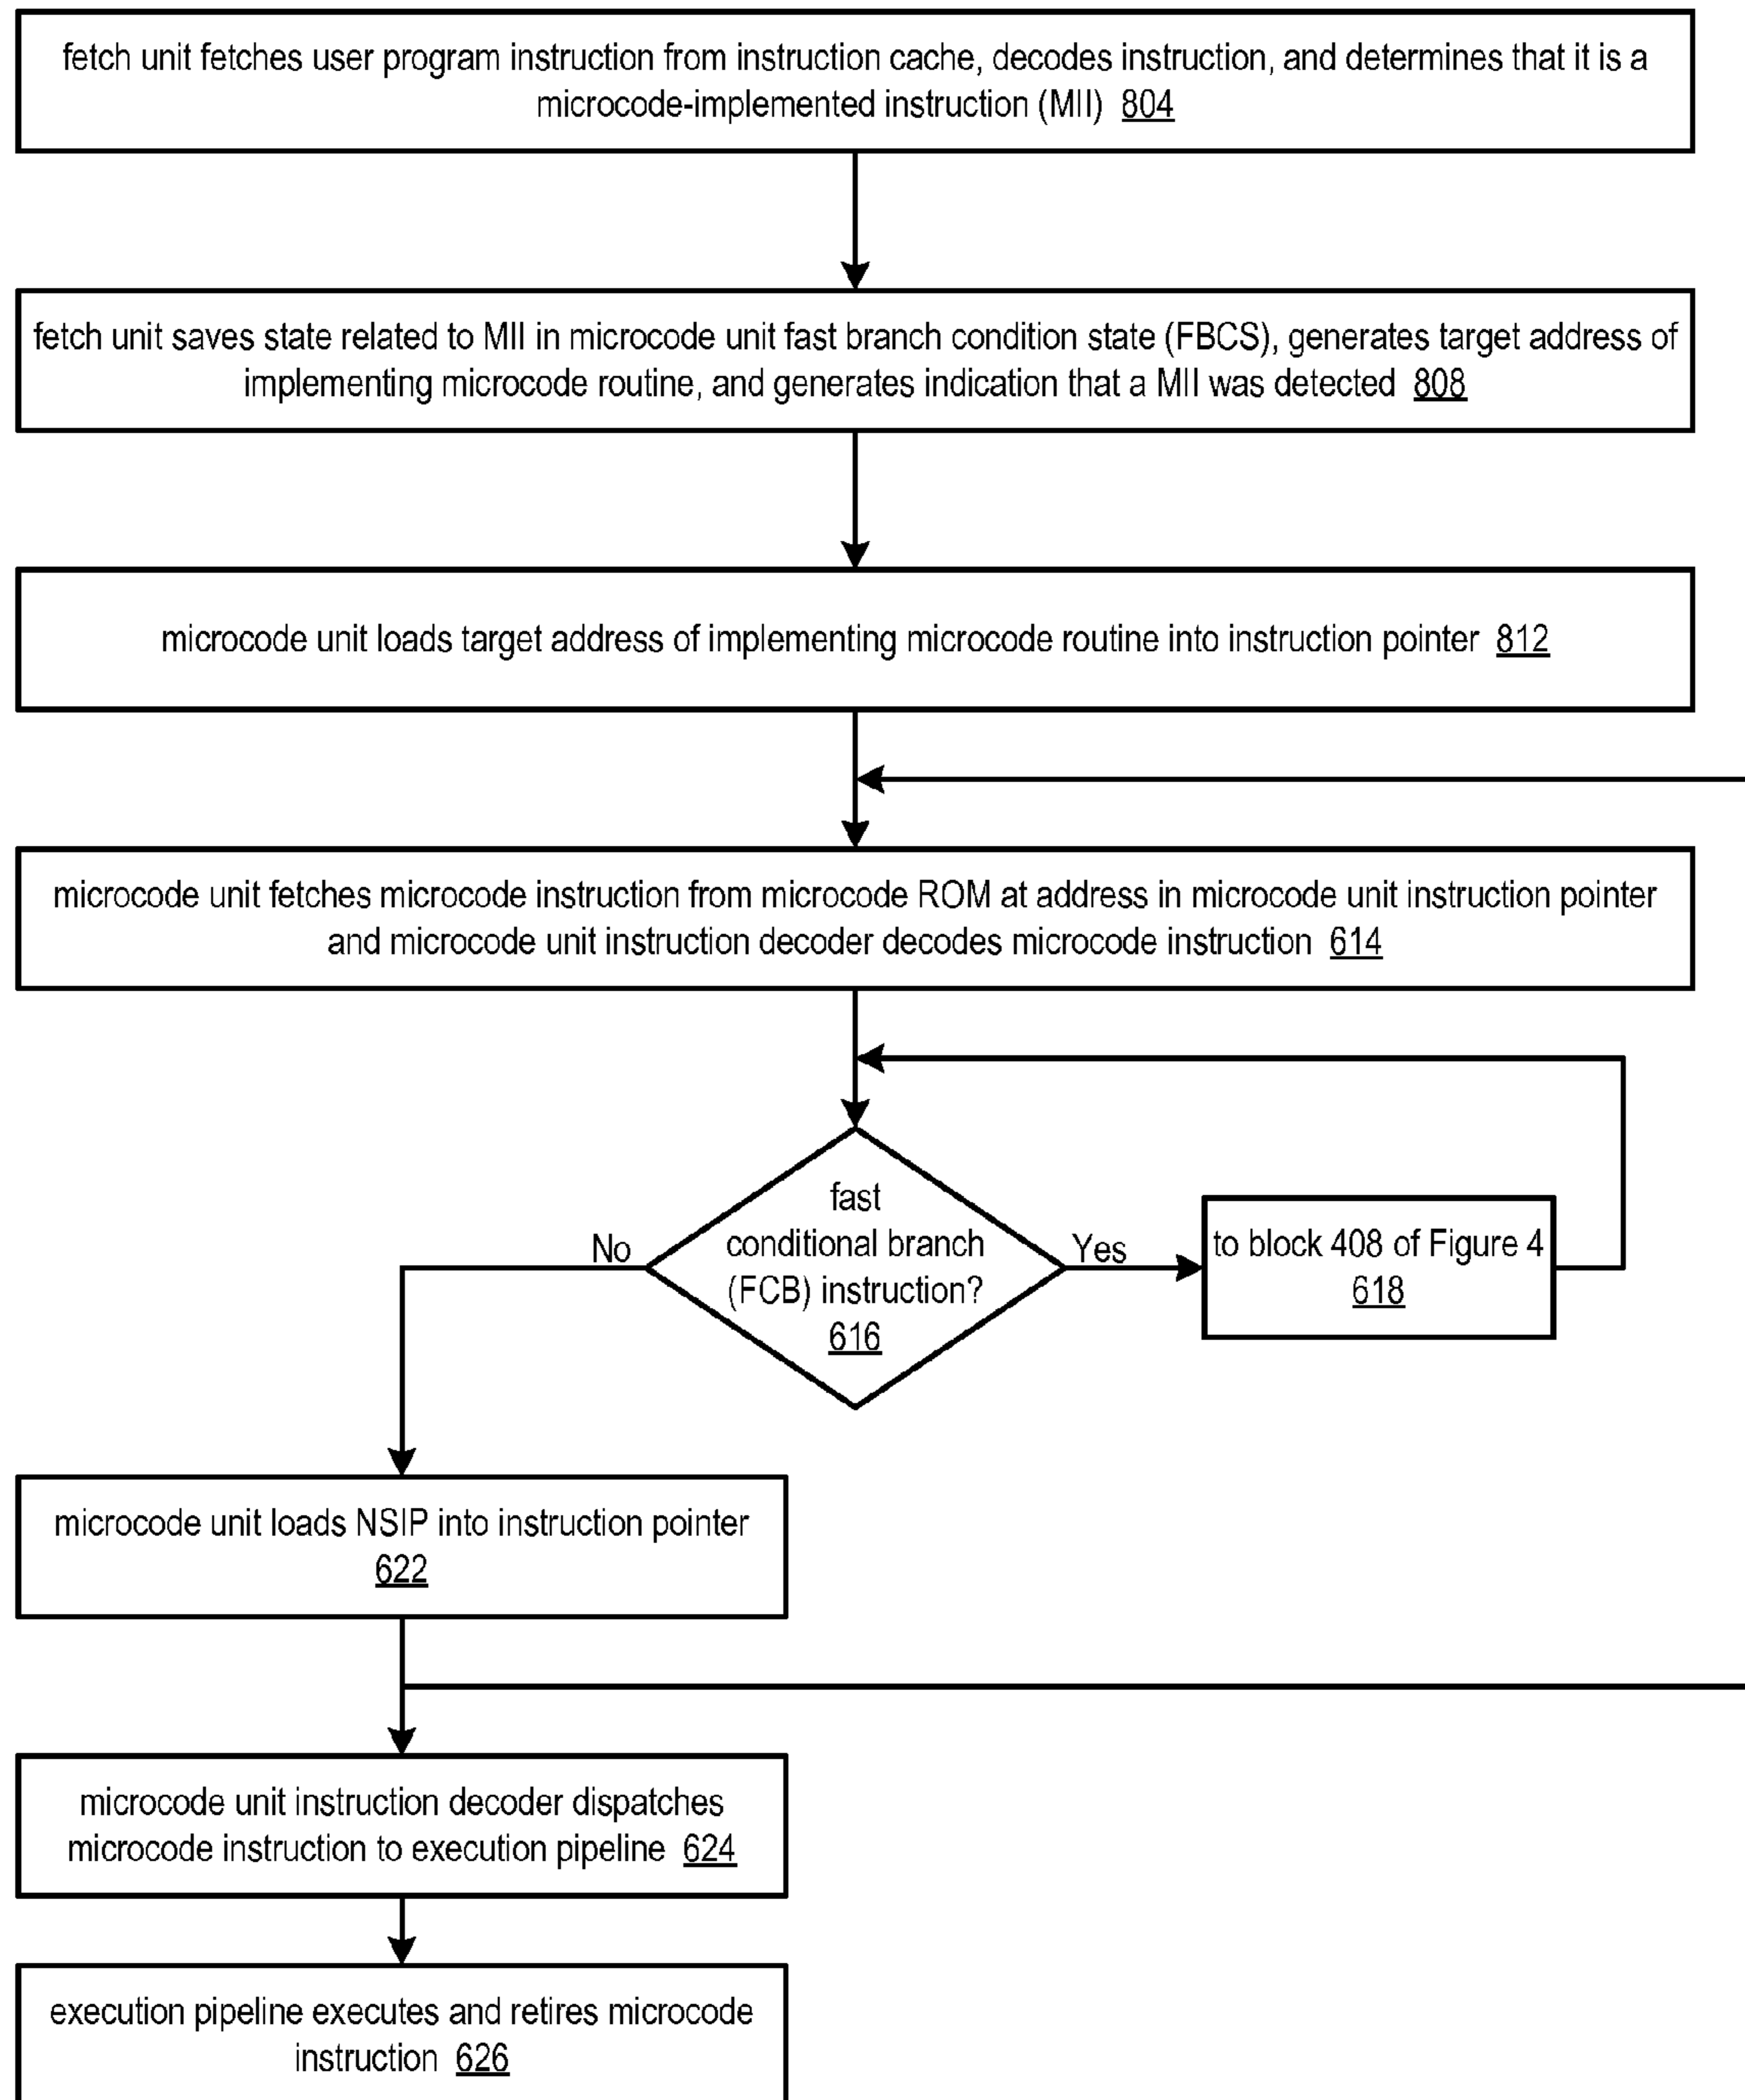 fetch unit fetches user program instruction from instruction cache, decodes instruction, and determines that it is a
microcode-implemented instruction (MII) 804
fetch unit saves state related to MII in microcode unit fast branch condition state (FBCS), generates target address of
implementing microcode routine, and generates indication that a MII was detected 808
microcode unit loads target address of implementing microcode routine into instruction pointer 812
microcode unit fetches microcode instruction from microcode ROM at address in microcode unit instruction pointer
and microcode unit instruction decoder decodes microcode instruction 614
fast
conditional branch
(FCB) instruction?
616
No
Yes
to block 408 of Figure 4
618
microcode unit loads NSIP into instruction pointer
622
microcode unit instruction decoder dispatches
microcode instruction to execution pipeline 624
execution pipeline executes and retires microcode
instruction 626